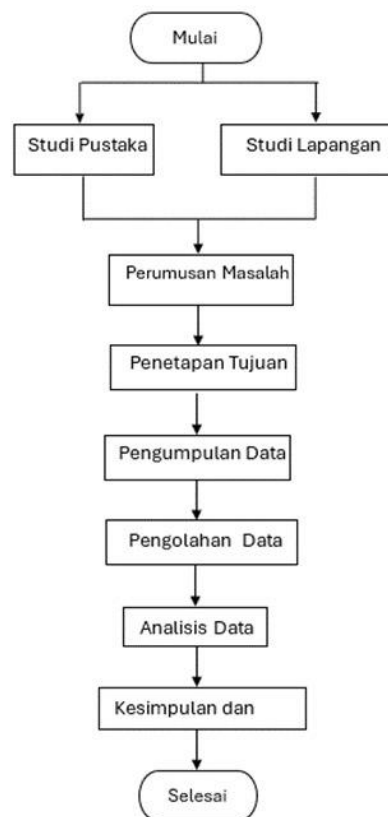 Mulai
Studi Pustaka
Studi Lapangan
Perumusan Masalah
Penetapan Tujuan
Pengumpulan Data
Pengolahan Data
Analisis Data
Kesimpulan dan
Selesai